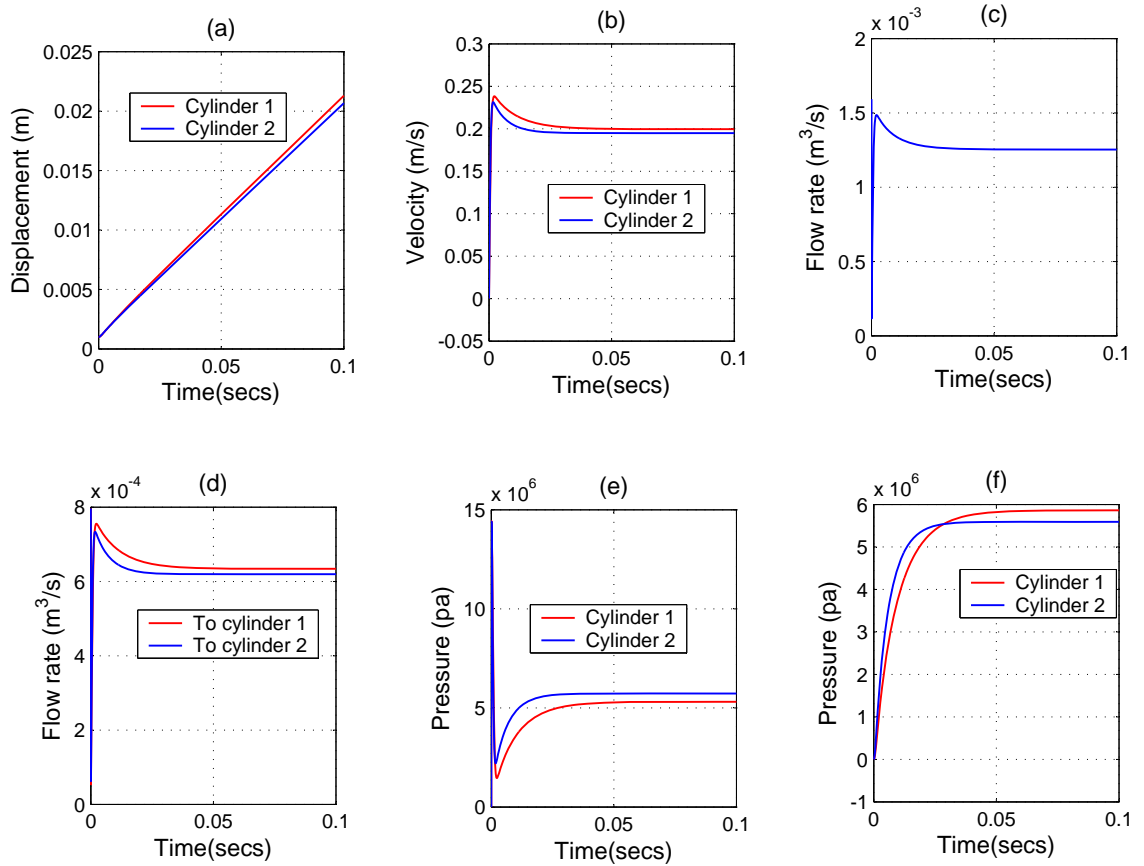 (a)
0.025
0.02
0.015
0.01
0.005
0
Displacement (m)
Cylinder 1
Cylinder 2
0
0.05
0.1
Time(secs)
(b)
0.3
0.25
0.2
0.15
0.1
0.05
0
-0.05
Velocity (m/s)
Cylinder 1
Cylinder 2
0
0.05
0.1
Time(secs)
(c)
x 10⁻³
2
1.5
1
0.5
0
Flow rate (m³/s)
0
0.05
0.1
Time(secs)
(d)
x 10⁻⁴
8
6
4
2
0
Flow rate (m³/s)
To cylinder 1
To cylinder 2
0
0.05
0.1
Time(secs)
(e)
x 10⁶
15
10
5
0
Pressure (pa)
Cylinder 1
Cylinder 2
0
0.05
0.1
Time(secs)
(f)
x 10⁶
6
5
4
3
2
1
0
-1
Pressure (pa)
Cylinder 1
Cylinder 2
0
0.05
0.1
Time(secs)